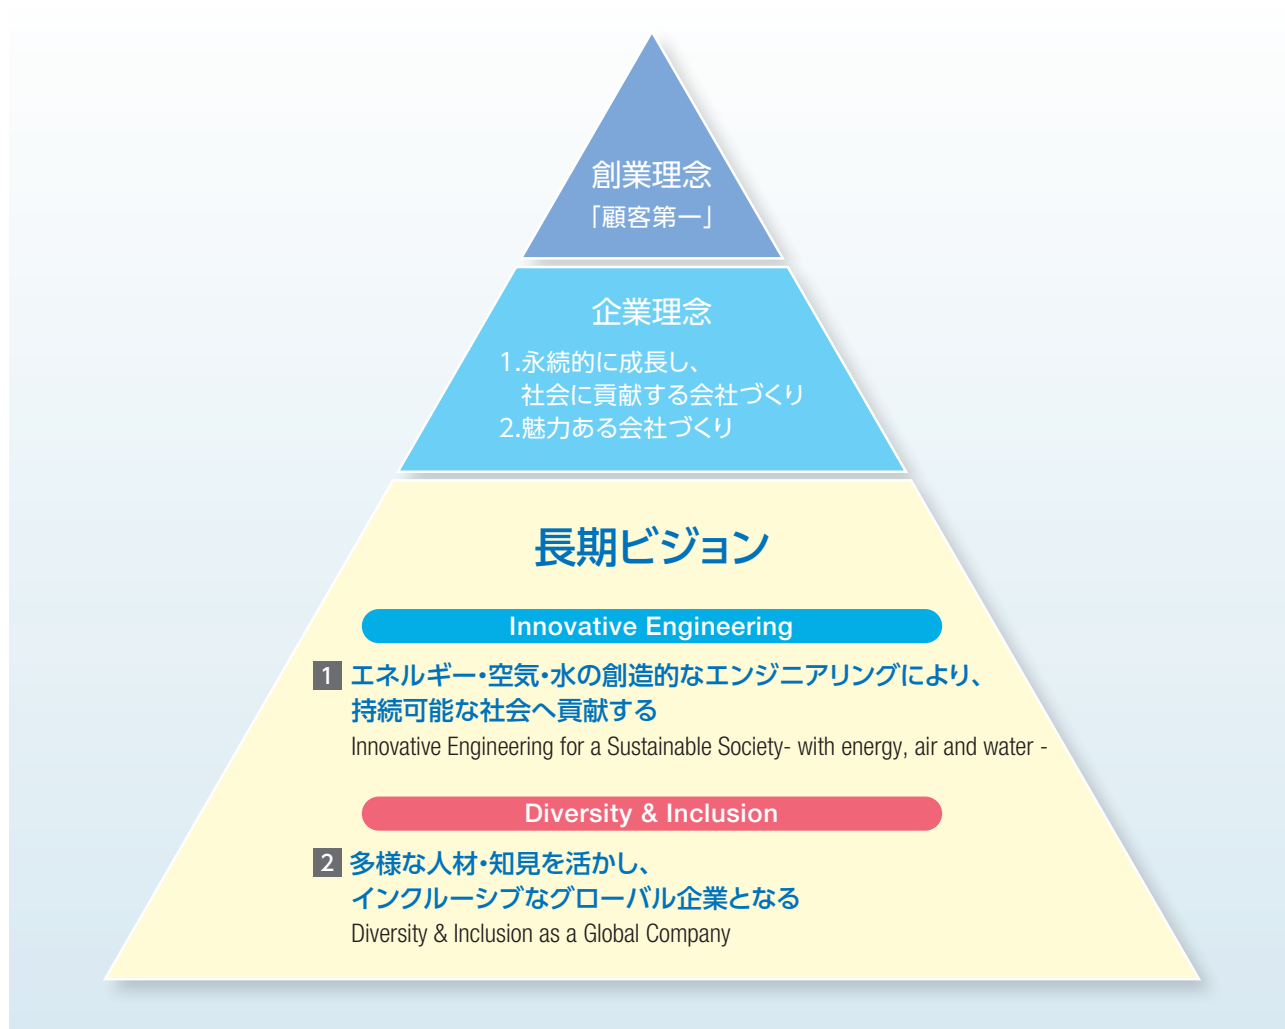 創業理念
「顧客第一」
企業理念
1.永続的に成長し、
社会に貢献する会社づくり
2.魅力ある会社づくり
長期ビジョン
Innovative Engineering
1 エネルギー・空気・水の創造的なエンジニアリングにより、
持続可能な社会へ貢献する
Innovative Engineering for a Sustainable Society- with energy, air and water -
Diversity & Inclusion
2 多様な人材・知見を活かし、
インクルーシブなグローバル企業となる
Diversity & Inclusion as a Global Company